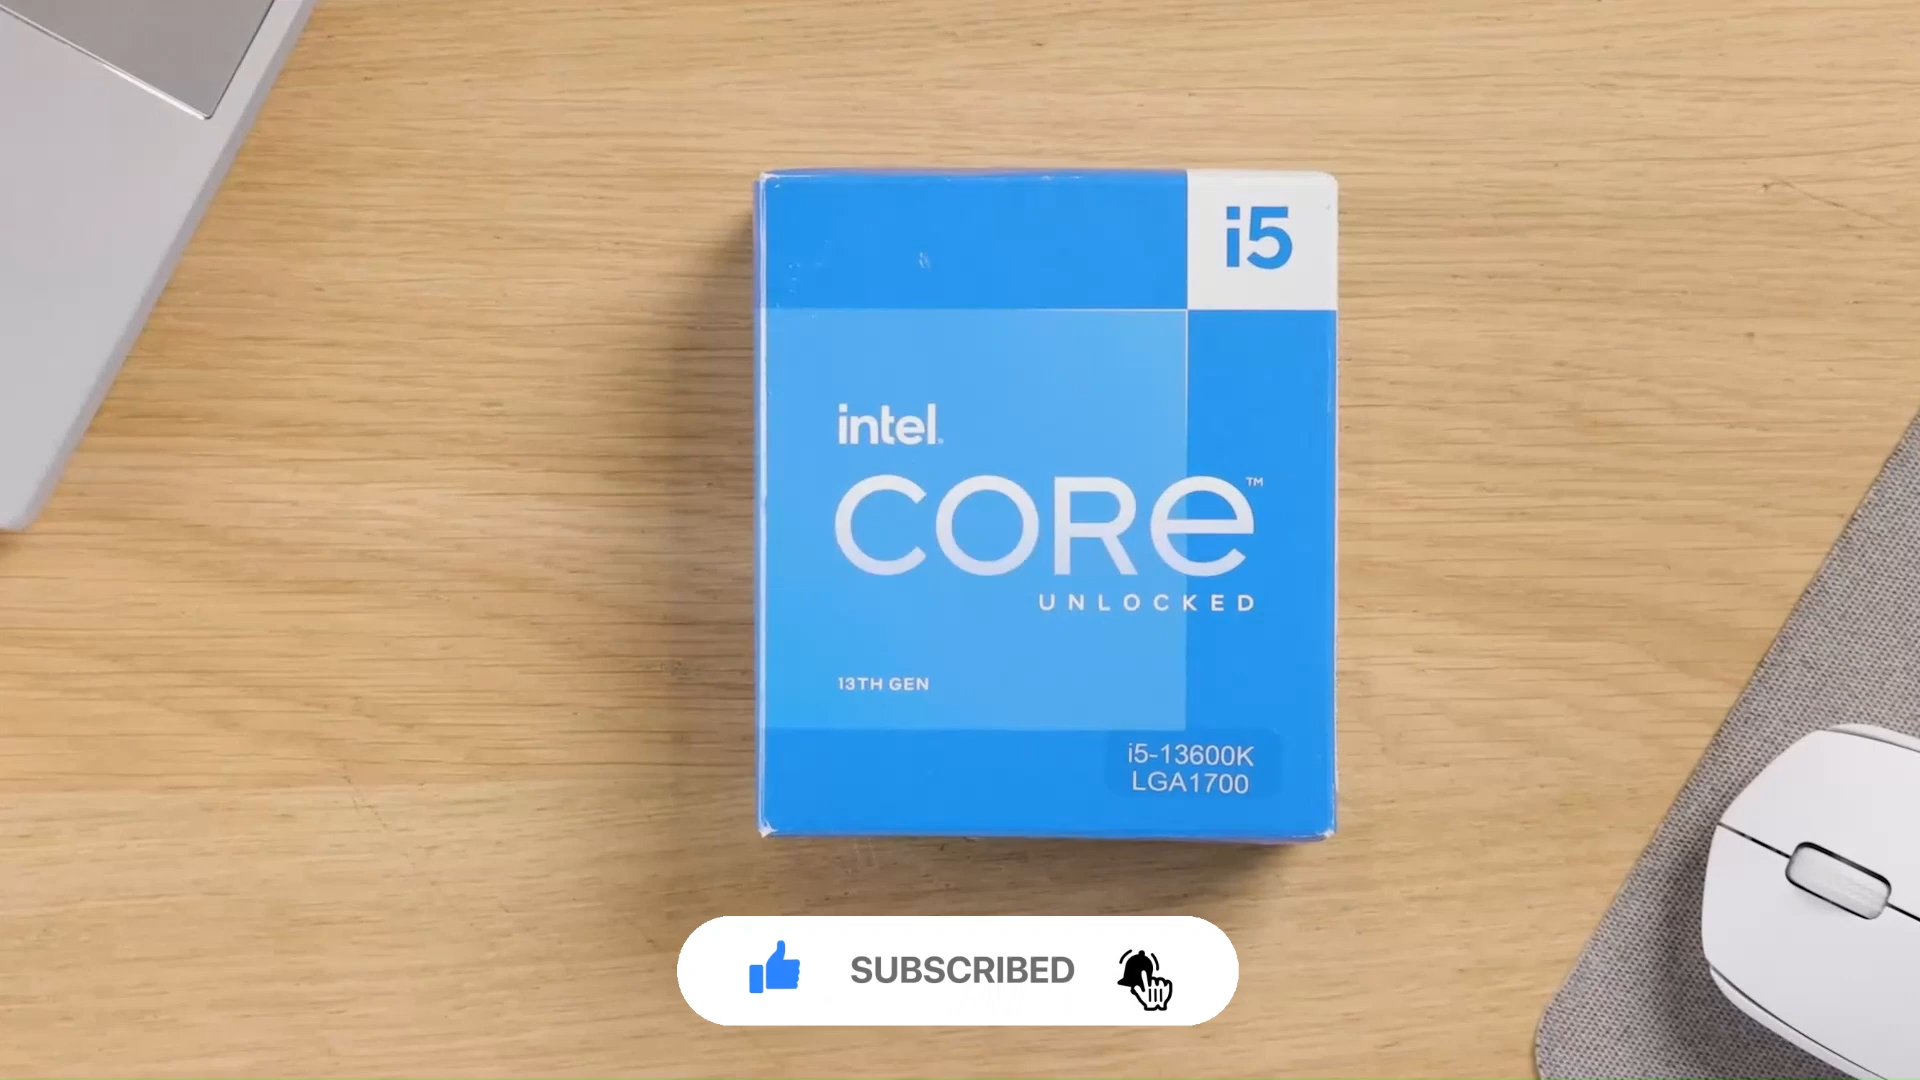 i5
intel.
CORE™
UNLOCKED
13TH GEN
i5-13600K
LGA1700
SUBSCRIBED